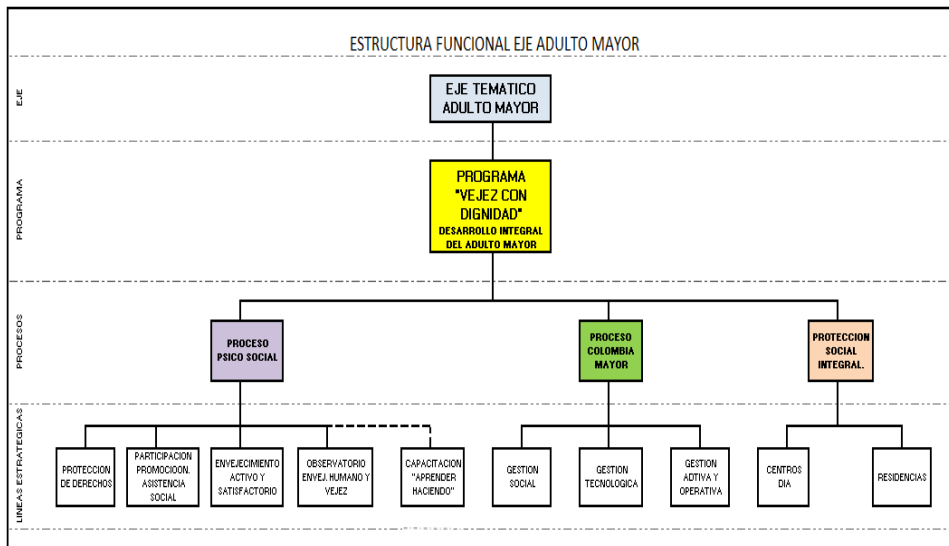 ESTRUCTURA FUNCIONAL EJE ADULTO MAYOR
EJE
EJE TEMATICO
ADULTO MAYOR
PROGRAMA
PROGRAMA
"VEJEZ CON
DIGNIDAD"
DESARROLLO INTEGRAL
DEL ADULTO MAYOR
PROCESOS
PROCESO
PSICO SOCIAL
PROCESO
COLOMBIA
MAYOR
PROTECCION
SOCIAL
INTEGRAL.
LINEAS ESTRATEGICAS
PROTECCION
DE DERECHOS
PARTICIPACION
PROMOCIOON.
ASISTENCIA
SOCIAL
ENVEJECIMIENTO
ACTIVO Y
SATISFACTORIO
OBSERVATORIO
ENVEJ. HUMANO Y
VEJEZ
CAPACITACION
"APRENDER
HACIENDO"
GESTION
SOCIAL
GESTION
TECNOLOGICA
GESTION
ADTIVA Y
OPERATIVA
CENTROS
DIA
RESIDENCIAS